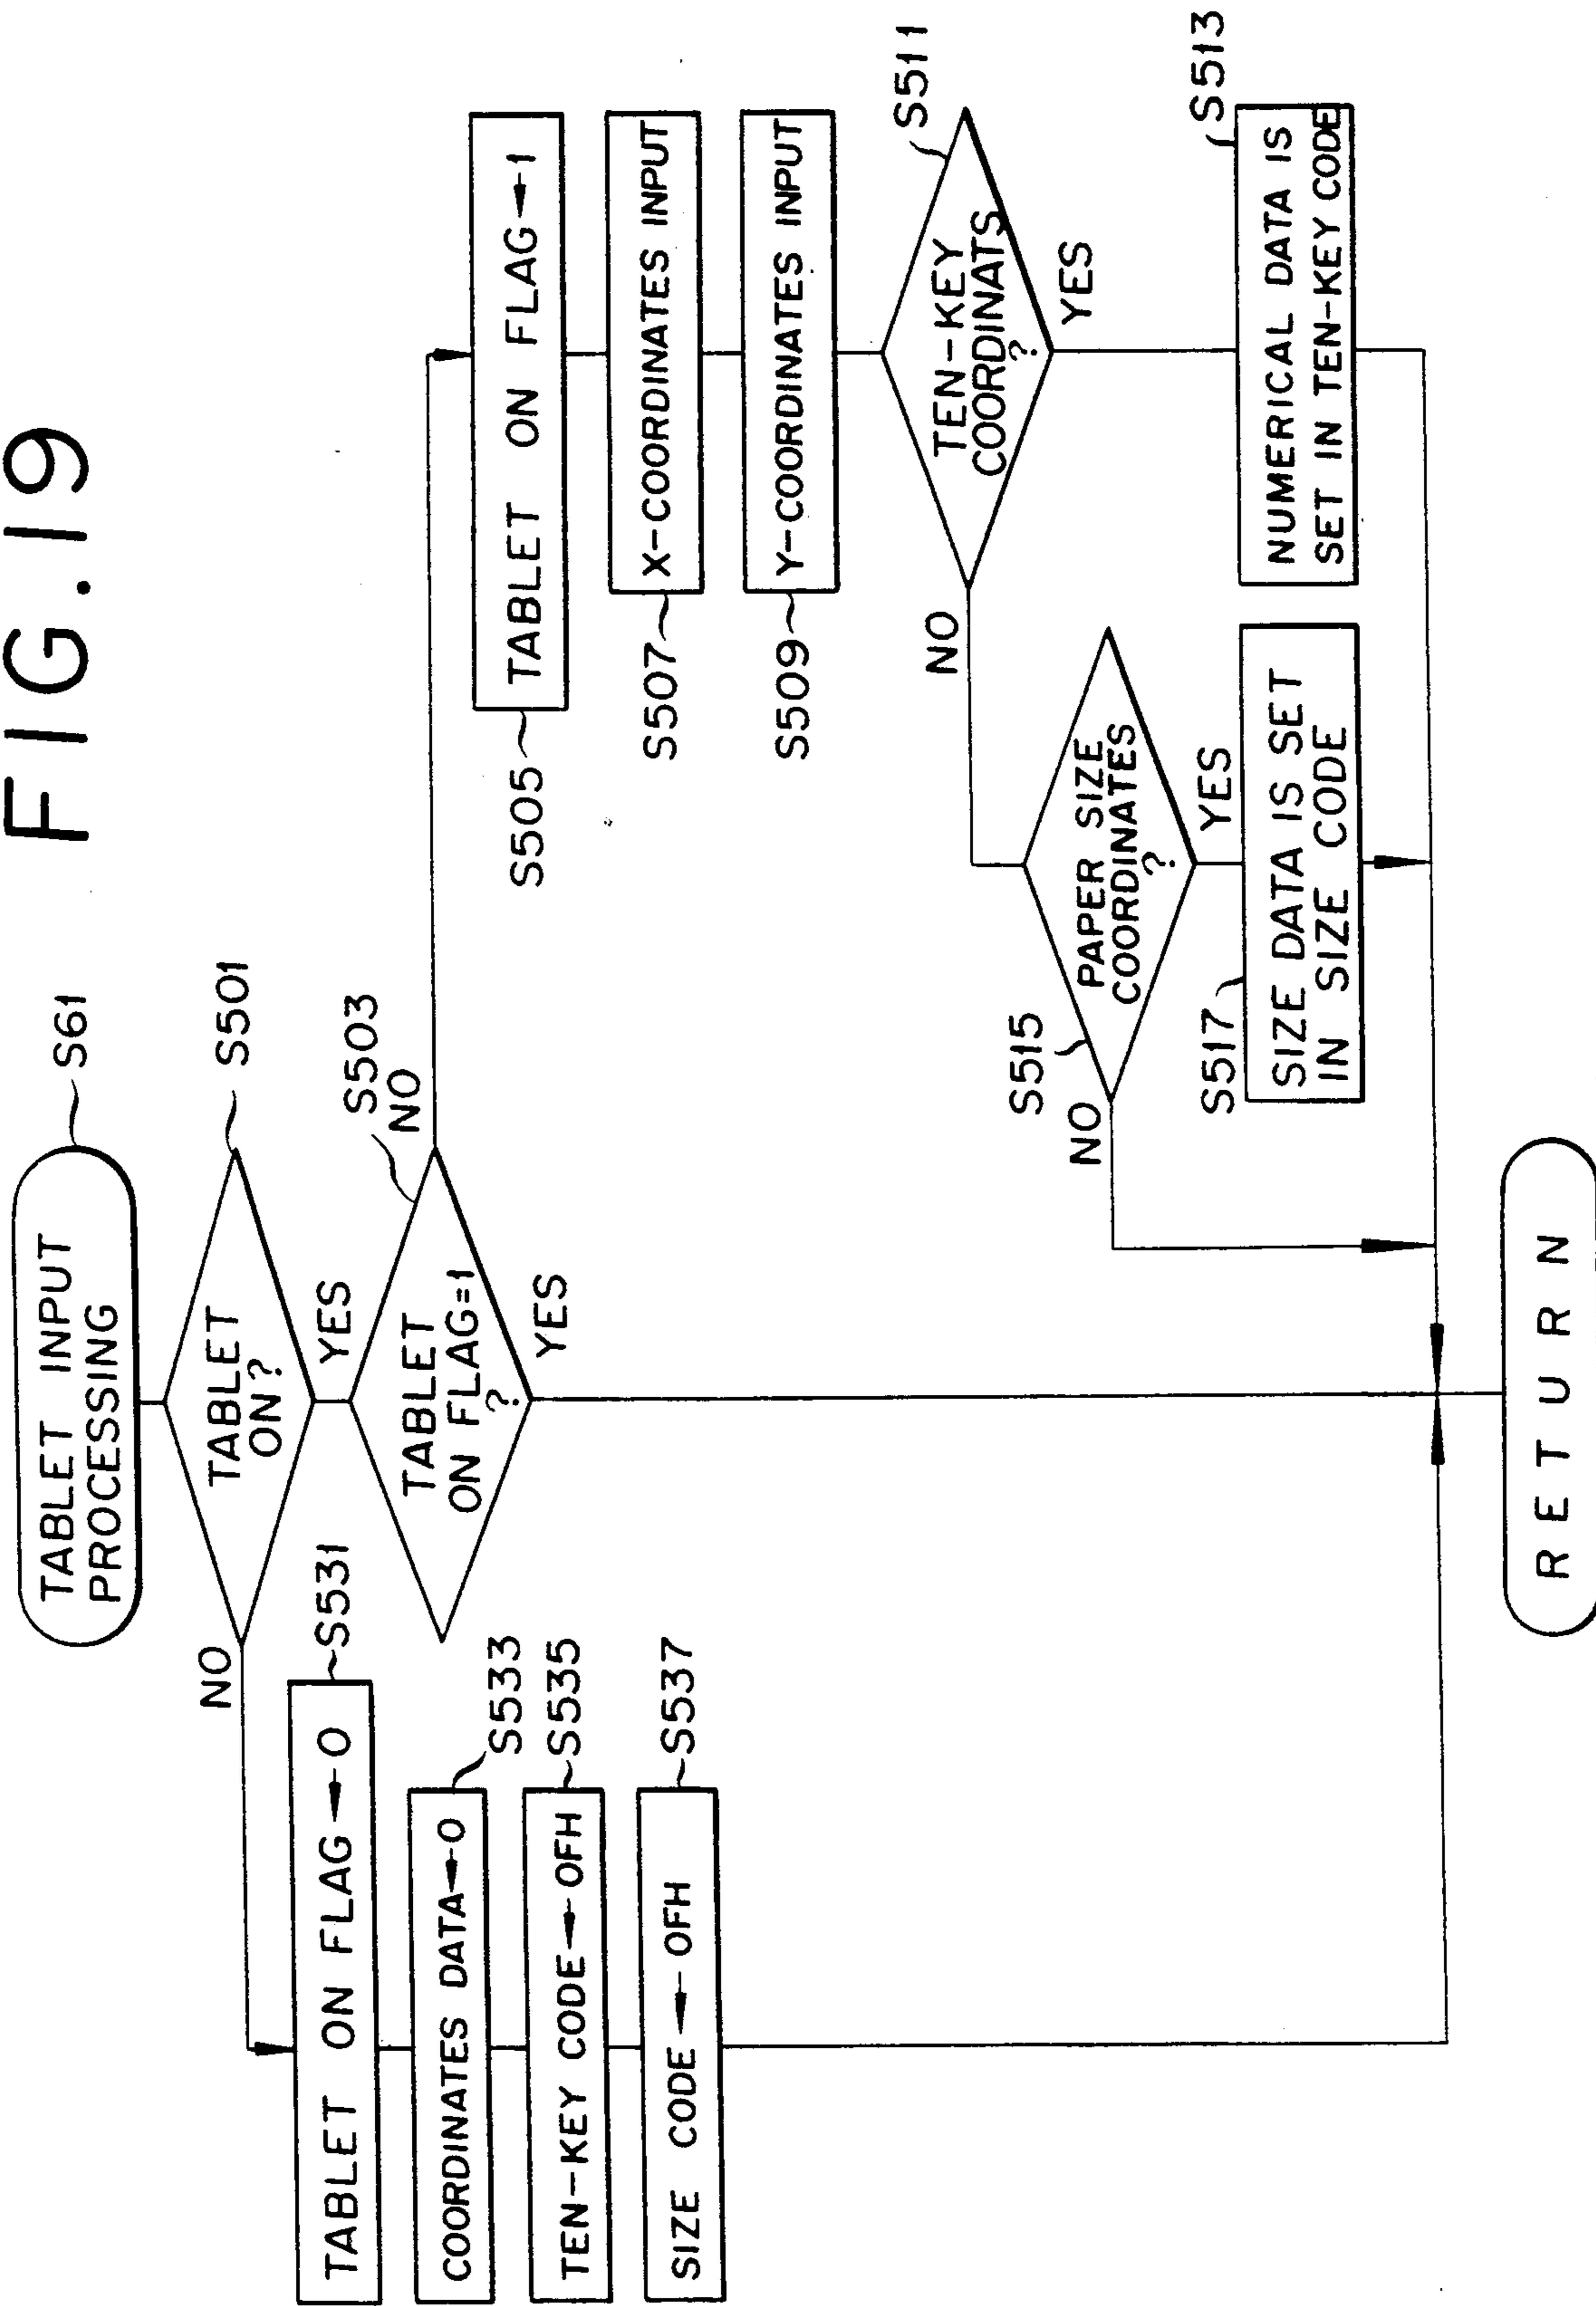 FIG.19
TABLET INPUT
PROCESSING
S61
TABLET
ON?
S501
NO
YES
TABLET
ON FLAG=1
?
S503
NO
YES
TABLET ON FLAG←0
S531
COORDINATES DATA←0
S533
TEN-KEY CODE←OFH
S535
SIZE CODE←OFH
S537
S505
TABLET ON FLAG←1
S507
X-COORDINATES INPUT
S509
Y-COORDINATES INPUT
TEN-KEY
COORDINATS
?
S511
NO
YES
S515
PAPER SIZE
COORDINATES
?
NO
YES
S517
SIZE DATA IS SET
IN SIZE CODE
S513
NUMERICAL DATA IS
SET IN TEN-KEY CODE
RETURN